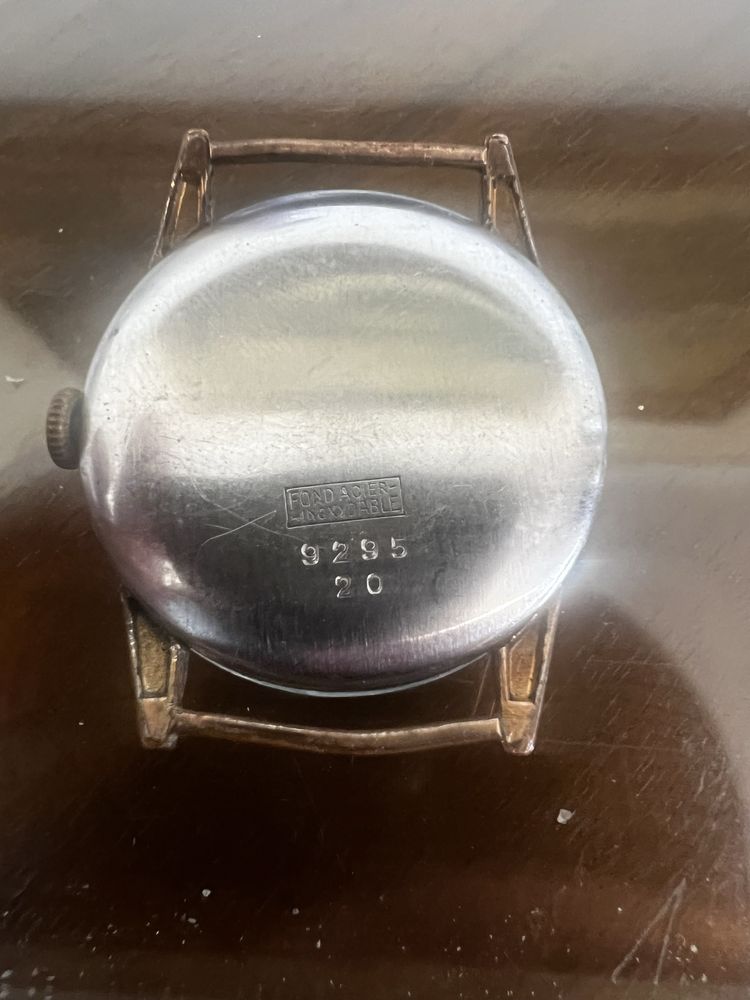 FOND ACIER-
-INOXYDABLE
9295
20